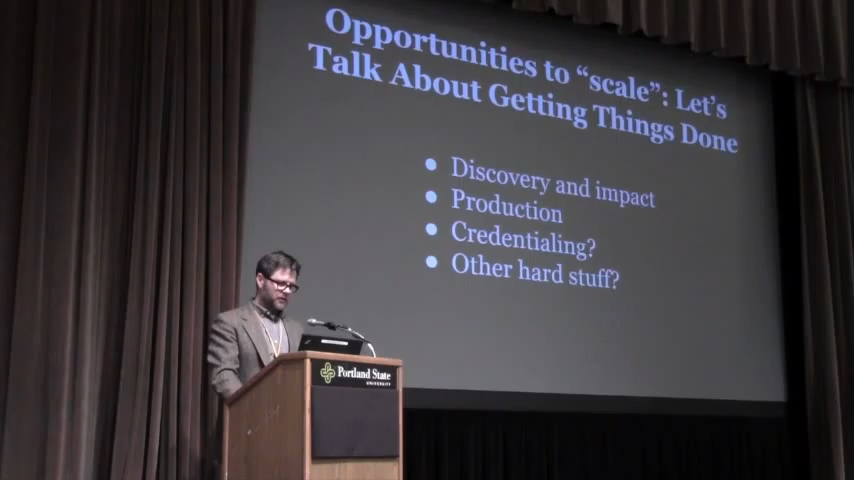 Opportunities to “scale”: Let’s
Talk About Getting Things Done
● Discovery and impact
● Production
● Credentialing?
● Other hard stuff?
Portland State
UNIVERSITY